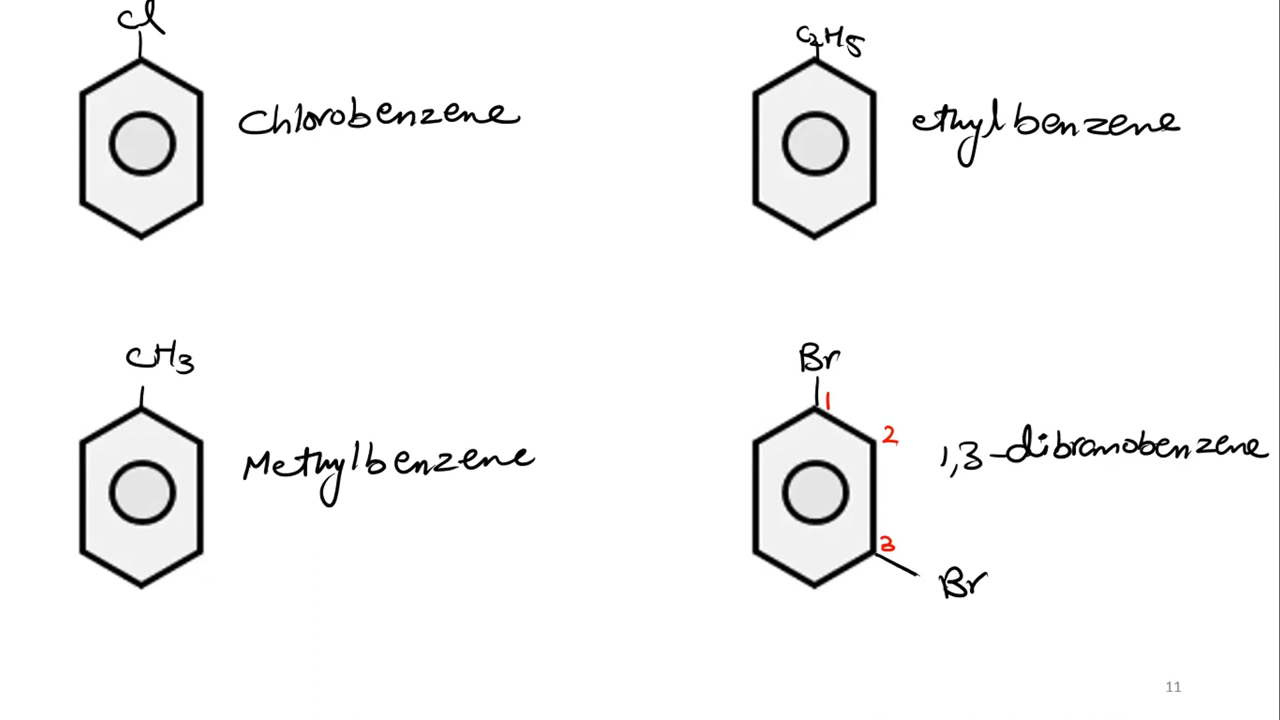 Cl
Chlorobenzene
C2H5
ethylbenzene
CH3
Methylbenzene
Br
1
2
3
Br
1,3-dibromobenzene
11